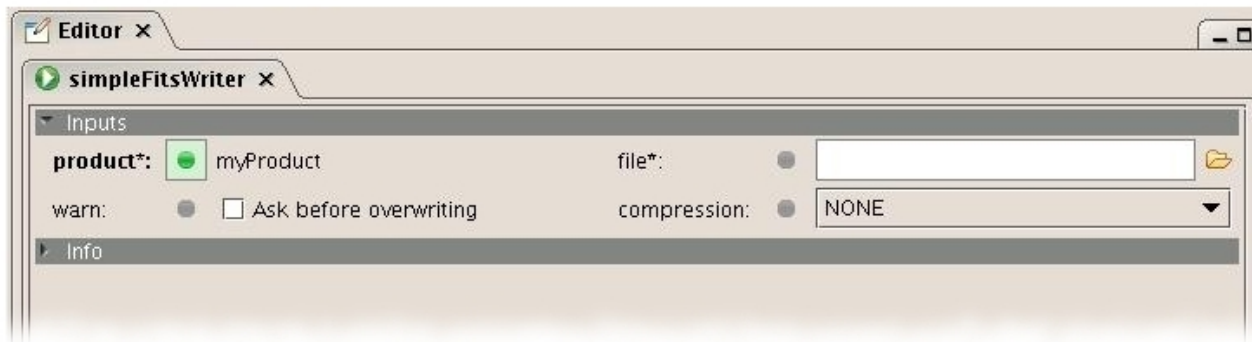 Editor
simpleFitsWriter
Inputs
product*: myProduct file*:
warn: Ask before overwriting compression: NONE
Info